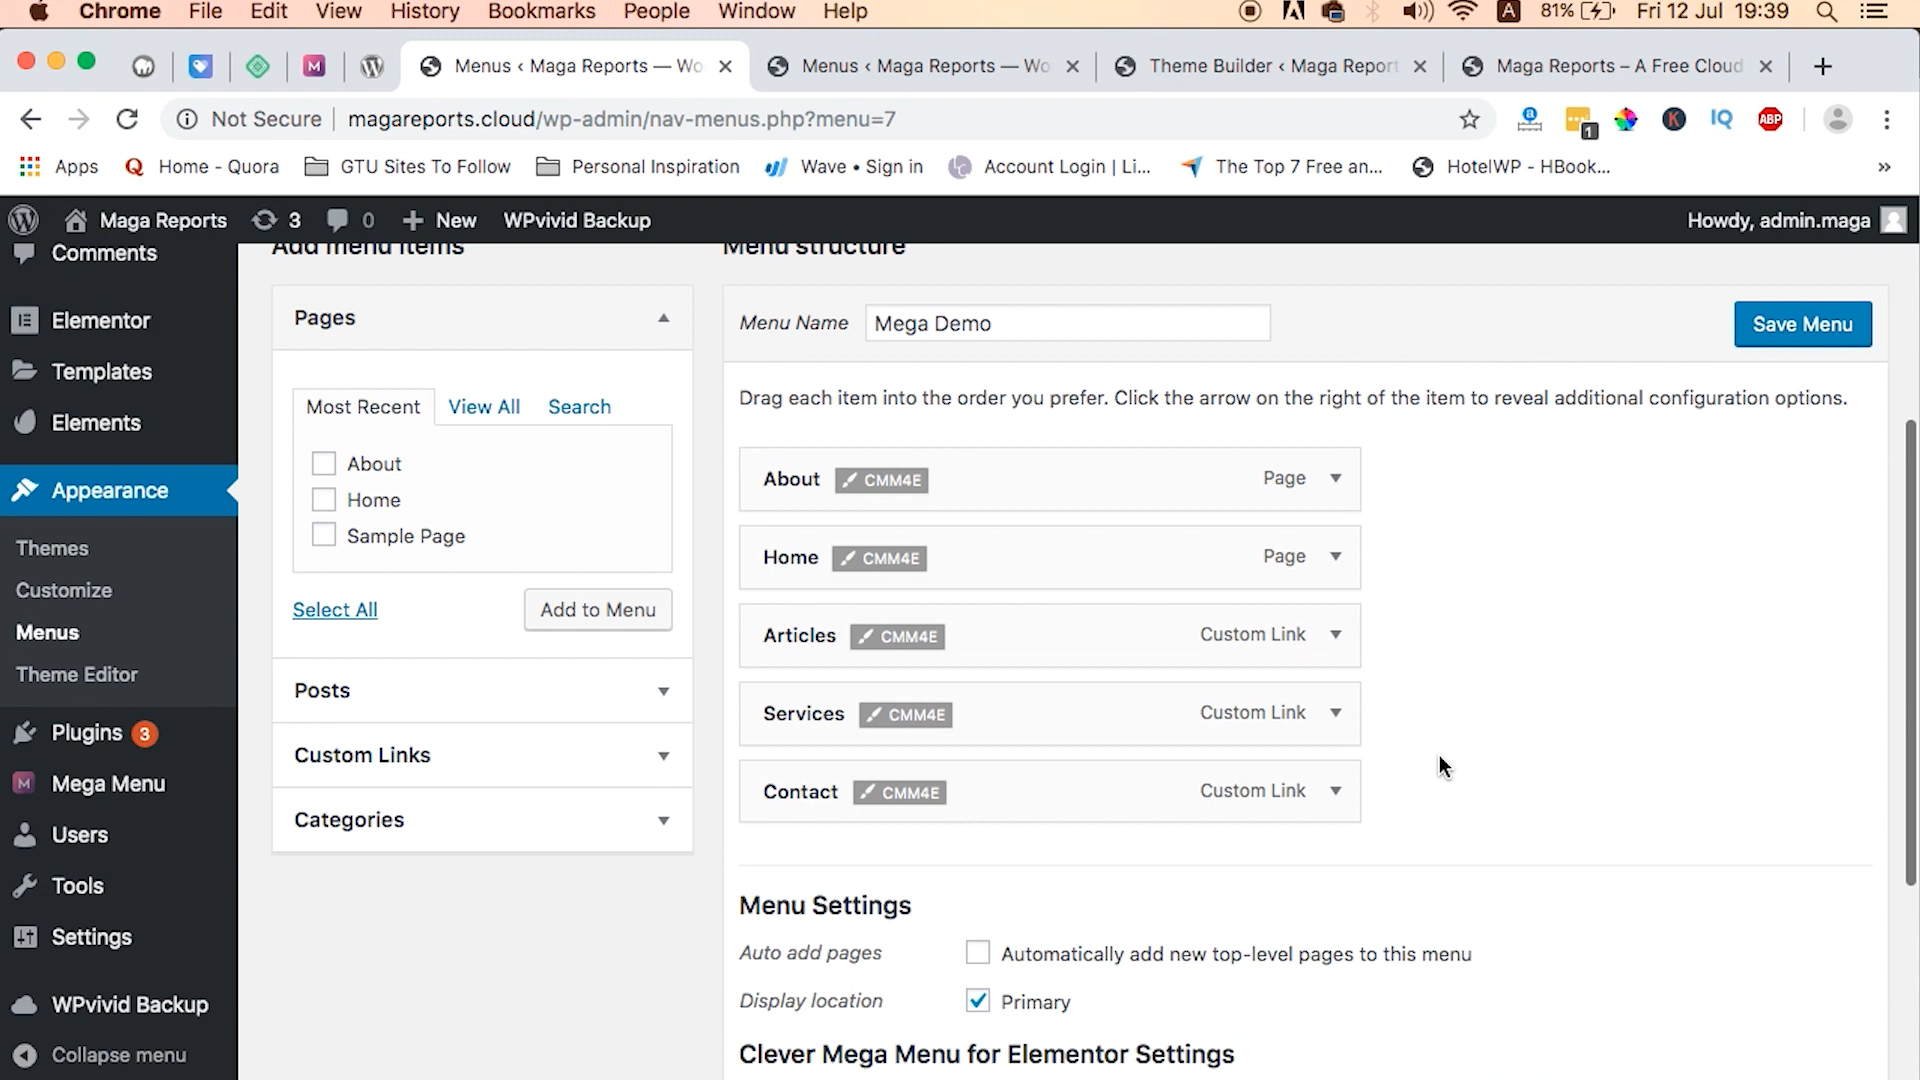 Chrome File Edit View History Bookmarks People Window Help A 81% Fri 12 Jul 19:39
Menus ‹ Maga Reports — Wo Menus ‹ Maga Reports — Wo Theme Builder ‹ Maga Report Maga Reports – A Free Cloud
Not Secure magareports.cloud/wp-admin/nav-menus.php?menu=7 1 K IQ ABP
Apps Home - Quora GTU Sites To Follow Personal Inspiration Wave • Sign in Account Login | Li... The Top 7 Free an... HotelWP - HBook... »
Maga Reports 3 0 New WPvivid Backup Howdy, admin.maga
Comments
Elementor
Templates
Elements
Appearance
Themes
Customize
Menus
Theme Editor
Plugins 3
Mega Menu
Users
Tools
Settings
WPvivid Backup
Collapse menu
Add menu items
Pages
Most Recent View All Search
About
Home
Sample Page
Select All Add to Menu
Posts
Custom Links
Categories
Menu structure
Menu Name Mega Demo Save Menu
Drag each item into the order you prefer. Click the arrow on the right of the item to reveal additional configuration options.
About CMM4E Page
Home CMM4E Page
Articles CMM4E Custom Link
Services CMM4E Custom Link
Contact CMM4E Custom Link
Menu Settings
Auto add pages Automatically add new top-level pages to this menu
Display location Primary
Clever Mega Menu for Elementor Settings